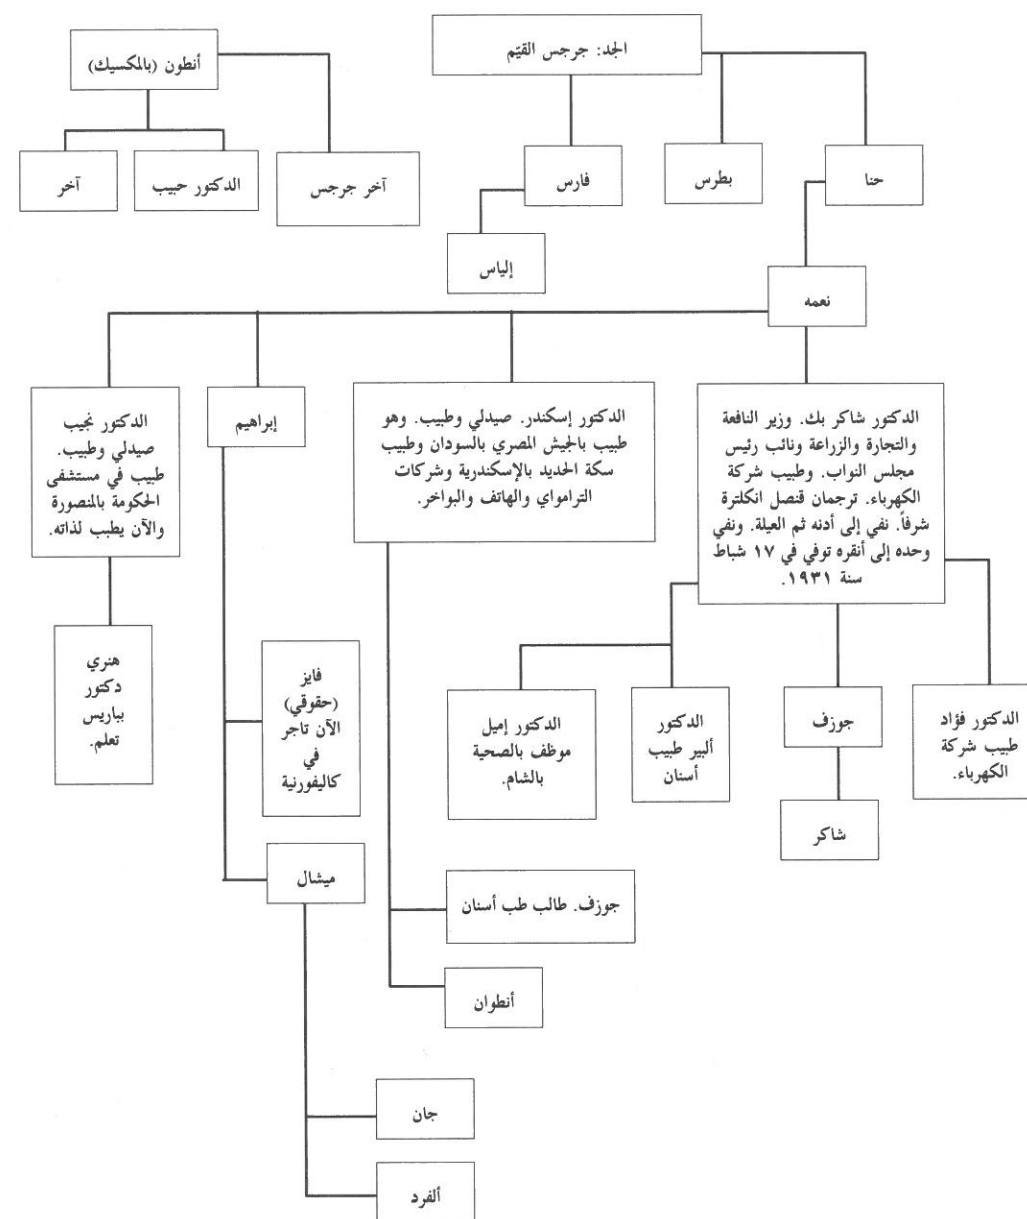 الجد: جرجس القيّم
أنطون (بالمكسيك)
حنا
بطرس
فارس
آخر جرجس
الدكتور حبيب
آخر
إلياس
نعمه
الدكتور شاكر بك. وزير النافعة
والتجارة والزراعة ونائب رئيس
مجلس النواب. وطبيب شركة
الكهرباء. ترجمان قنصل انكلترة
شرفاً. نفي إلى أدنه ثم العيلة. ونفي
وحده إلى أنقره توفي في ١٧ شباط
سنة ١٩٣١.
الدكتور إسكندر. صيدلي وطبيب. وهو
طبيب بالجيش المصري بالسودان وطبيب
سكة الحديد بالإسكندرية وشركات
الترامواي والهاتف والبواخر.
إبراهيم
الدكتور نجيب
صيدلي وطبيب.
طبيب في مستشفى
الحكومة بالمنصورة
والآن يطبب لذاته.
الدكتور فؤاد
طبيب شركة
الكهرباء.
جوزف
الدكتور
ألبير طبيب
أسنان
الدكتور إميل
موظف بالصحية
بالشام.
فايز
(حقوقي)
الآن تاجر
في
كاليفورنية
هنري
دكتور
بباريس
تعلم.
شاكر
ميشال
جوزف. طالب طب أسنان
أنطوان
جان
ألفرد